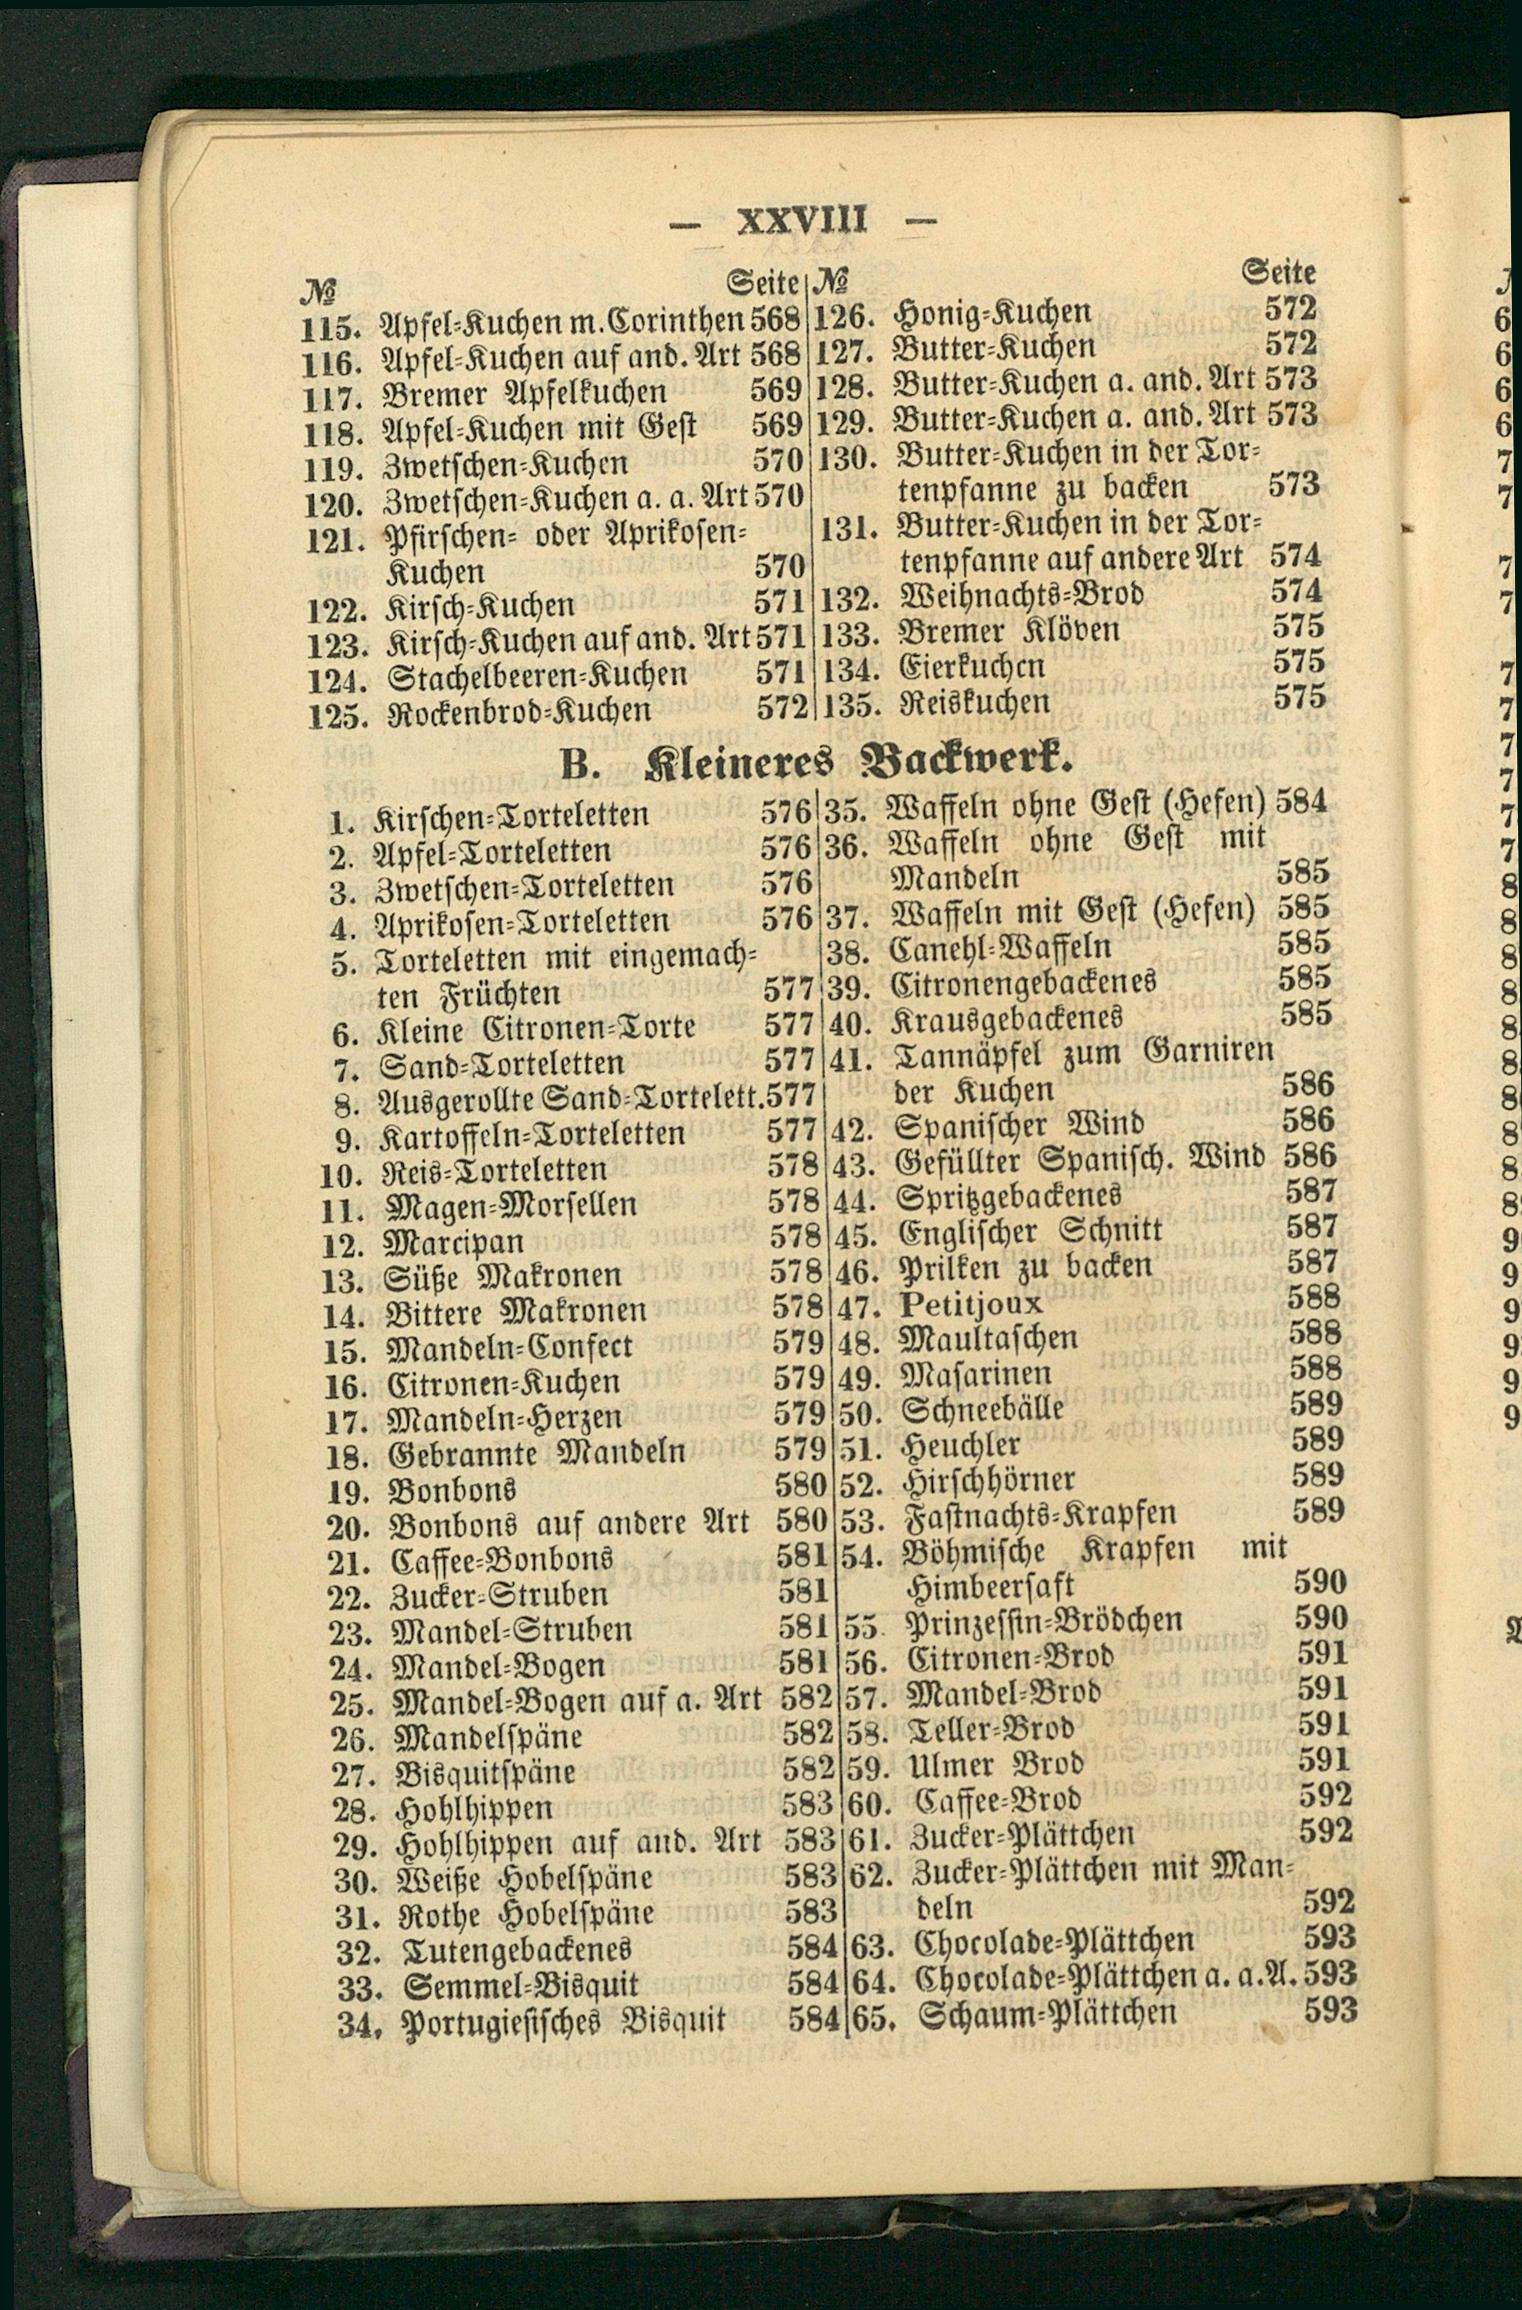 — XXVIII —
№ Seite
115. Apfel-Kuchen m. Corinthen 568
116. Apfel-Kuchen auf and. Art 568
117. Bremer Apfelkuchen 569
118. Apfel-Kuchen mit Gest 569
119. Zwetschen-Kuchen 570
120. Zwetschen-Kuchen a. a. Art 570
121. Pfirschen- oder Aprikosen-
Kuchen 570
122. Kirsch-Kuchen 571
123. Kirsch-Kuchen auf and. Art 571
124. Stachelbeeren-Kuchen 571
125. Rockenbrod-Kuchen 572
№ Seite
126. Honig-Kuchen 572
127. Butter-Kuchen 572
128. Butter-Kuchen a. and. Art 573
129. Butter-Kuchen a. and. Art 573
130. Butter-Kuchen in der Tor-
tenpfanne zu backen 573
131. Butter-Kuchen in der Tor-
tenpfanne auf andere Art 574
132. Weihnachts-Brod 574
133. Bremer Klöven 575
134. Eierkuchen 575
135. Reiskuchen 575
B. Kleineres Backwerk.
1. Kirschen-Torteletten 576
2. Apfel-Torteletten 576
3. Zwetschen-Torteletten 576
4. Aprikosen-Torteletten 576
5. Torteletten mit eingemach-
ten Früchten 577
6. Kleine Citronen-Torte 577
7. Sand-Torteletten 577
8. Ausgerollte Sand-Tortelett. 577
9. Kartoffeln-Torteletten 577
10. Reis-Torteletten 578
11. Magen-Morsellen 578
12. Marcipan 578
13. Süße Makronen 578
14. Bittere Makronen 578
15. Mandeln-Confect 579
16. Citronen-Kuchen 579
17. Mandeln-Herzen 579
18. Gebrannte Mandeln 579
19. Bonbons 580
20. Bonbons auf andere Art 580
21. Caffee-Bonbons 581
22. Zucker-Struben 581
23. Mandel-Struben 581
24. Mandel-Bogen 581
25. Mandel-Bogen auf a. Art 582
26. Mandelspäne 582
27. Bisquitspäne 582
28. Hohlhippen 583
29. Hohlhippen auf and. Art 583
30. Weiße Hobelspäne 583
31. Rothe Hobelspäne 583
32. Tutengebackenes 584
33. Semmel-Bisquit 584
34. Portugiesisches Bisquit 584
35. Waffeln ohne Gest (Hefen) 584
36. Waffeln ohne Gest mit
Mandeln 585
37. Waffeln mit Gest (Hefen) 585
38. Canehl-Waffeln 585
39. Citronengebackenes 585
40. Krausgebackenes 585
41. Tannäpfel zum Garniren
der Kuchen 586
42. Spanischer Wind 586
43. Gefüllter Spanisch. Wind 586
44. Spritzgebackenes 587
45. Englischer Schnitt 587
46. Prilken zu backen 587
47. Petitjoux 588
48. Maultaschen 588
49. Masarinen 588
50. Schneebälle 589
51. Heuchler 589
52. Hirschhörner 589
53. Fastnachts-Krapfen 589
54. Böhmische Krapfen mit
Himbeersaft 590
55. Prinzessin-Brödchen 590
56. Citronen-Brod 591
57. Mandel-Brod 591
58. Teller-Brod 591
59. Ulmer Brod 591
60. Caffee-Brod 592
61. Zucker-Plättchen 592
62. Zucker-Plättchen mit Man-
deln 592
63. Chocolade-Plättchen 593
64. Chocolade-Plättchen a. a. A. 593
65. Schaum-Plättchen 593